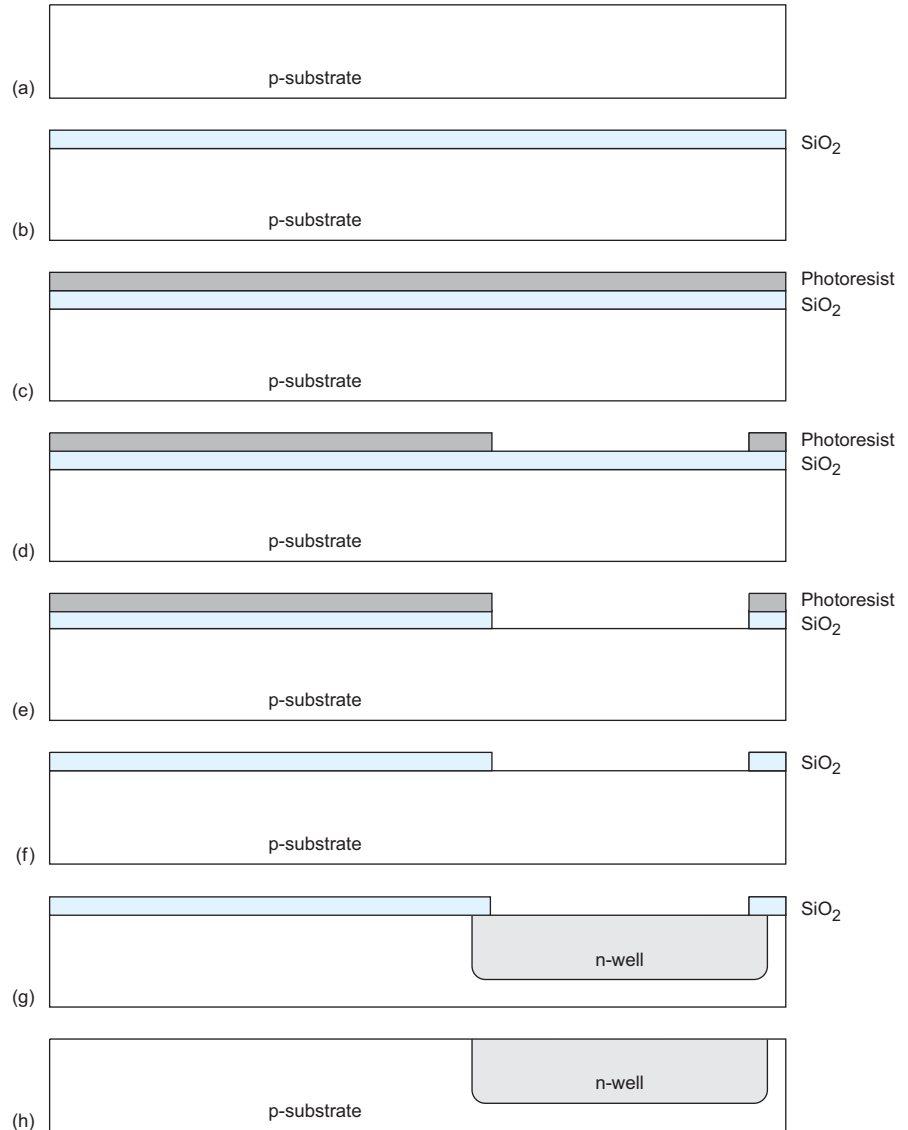 p-substrate
(a)
SiO2
p-substrate
(b)
Photoresist
SiO2
p-substrate
(c)
Photoresist
SiO2
p-substrate
(d)
Photoresist
SiO2
p-substrate
(e)
SiO2
p-substrate
(f)
SiO2
n-well
(g)
n-well
p-substrate
(h)